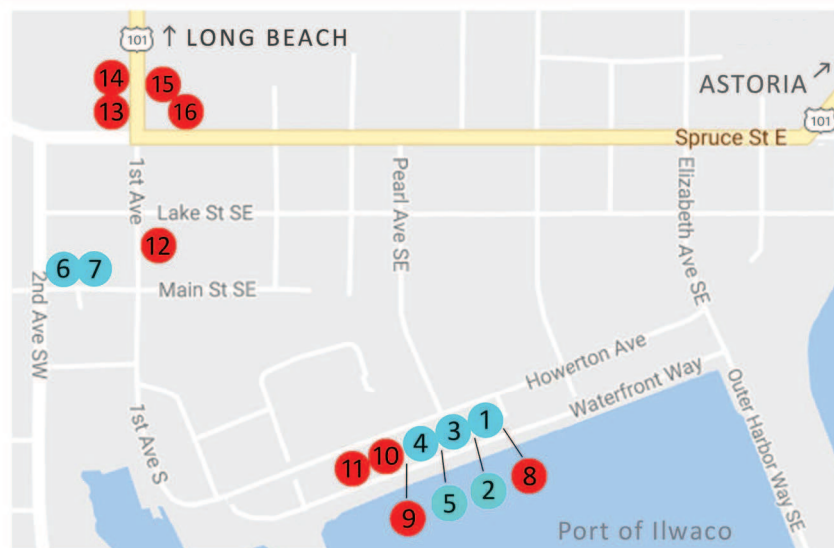 101 ↑ LONG BEACH
14
15
13
16
ASTORIA ↗
101
Spruce St E
1st Ave
Pearl Ave SE
Elizabeth Ave SE
Lake St SE
12
6
7
2nd Ave SW
Main St SE
Howerton Ave
Waterfront Way
Outer Harbor Way SE
1st Ave S
1
3
4
10
11
8
2
5
9
Port of Ilwaco